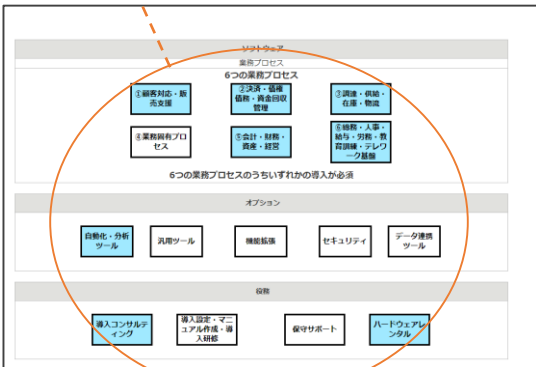 ソフトウェア
業務プロセス
6つの業務プロセス
①顧客対応・販
売支援
②決済・債権
債務・資金回収
管理
③調達・供給・
在庫・物流
④業務固有プロ
セス
⑤会計・財務・
資産・経営
⑥総務・人事・
給与・労務・教
育訓練・テレワ
ーク基盤
6つの業務プロセスのうちいずれかの導入が必須
オプション
自動化・分析
ツール
汎用ツール
機能拡張
セキュリティ
データ連携
ツール
役務
導入コンサルテ
ィング
導入設定・マニ
ュアル作成・導
入研修
保守サポート
ハードウェアレ
ンタル